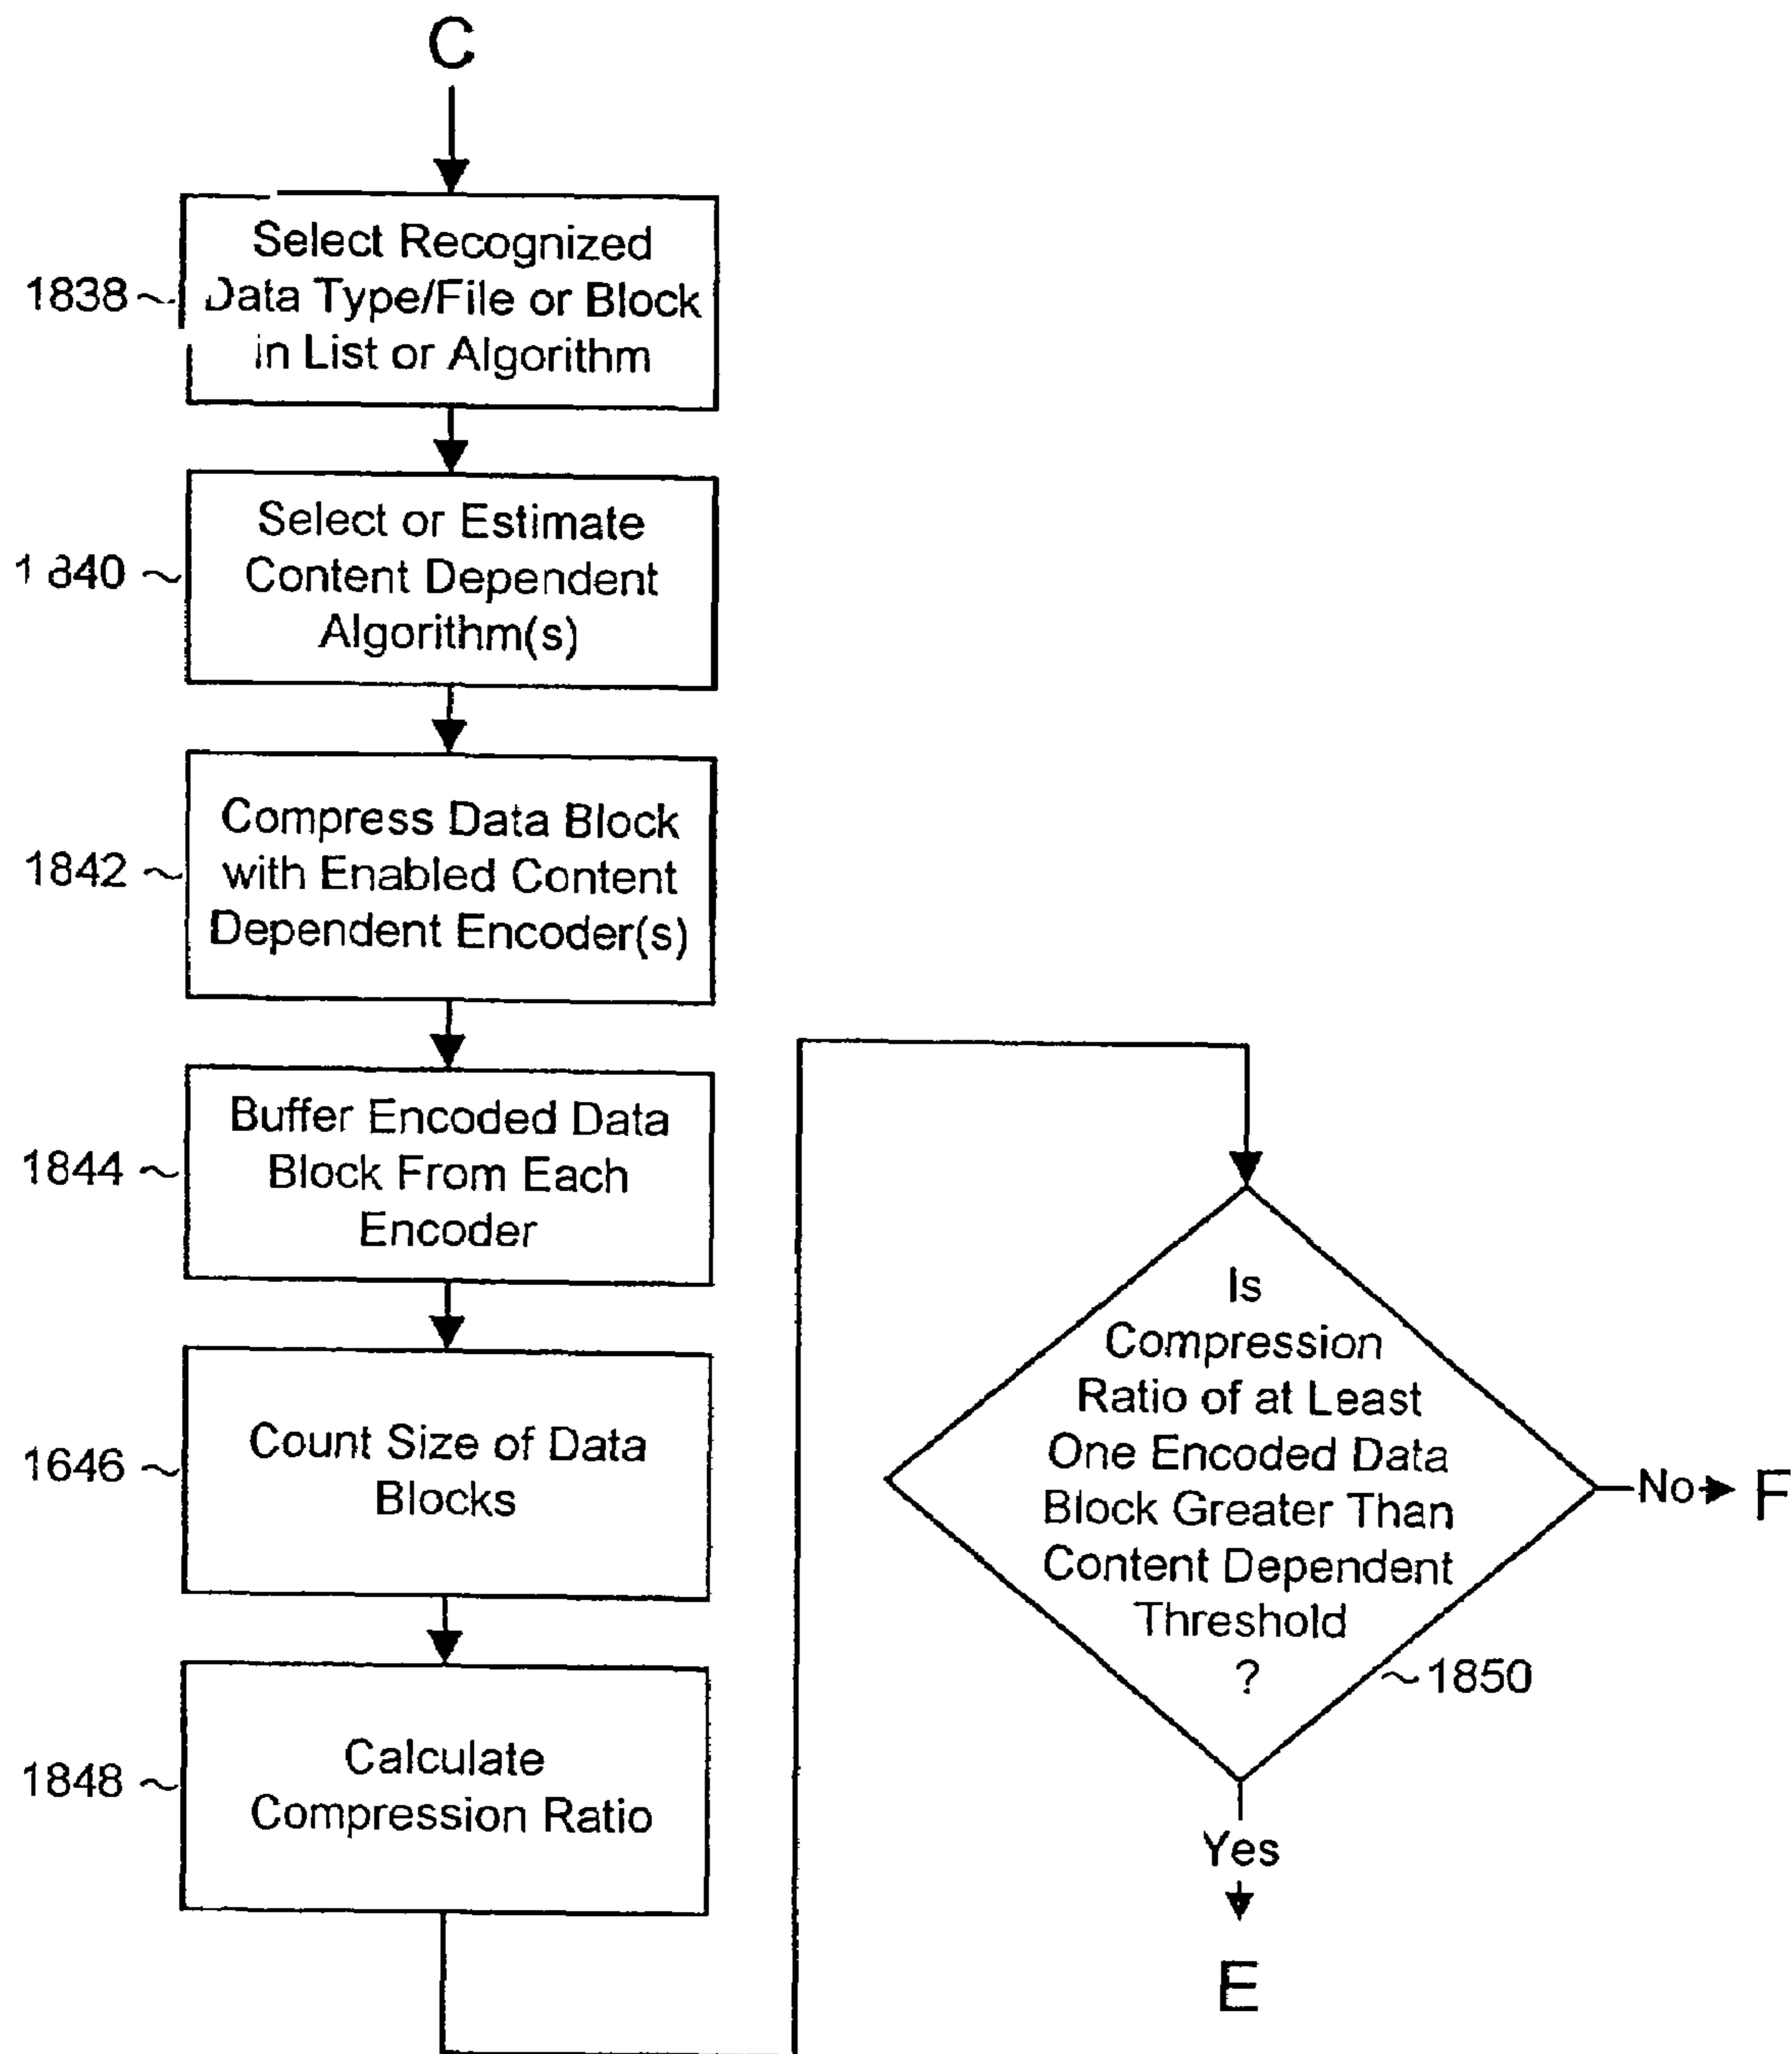 C
1838
Select Recognized
Data Type/File or Block
in List or Algorithm
1840
Select or Estimate
Content Dependent
Algorithm(s)
1842
Compress Data Block
with Enabled Content
Dependent Encoder(s)
1844
Buffer Encoded Data
Block From Each
Encoder
1646
Count Size of Data
Blocks
1848
Calculate
Compression Ratio
Is
Compression
Ratio of at Least
One Encoded Data
Block Greater Than
Content Dependent
Threshold
?
1850
No
F
Yes
E